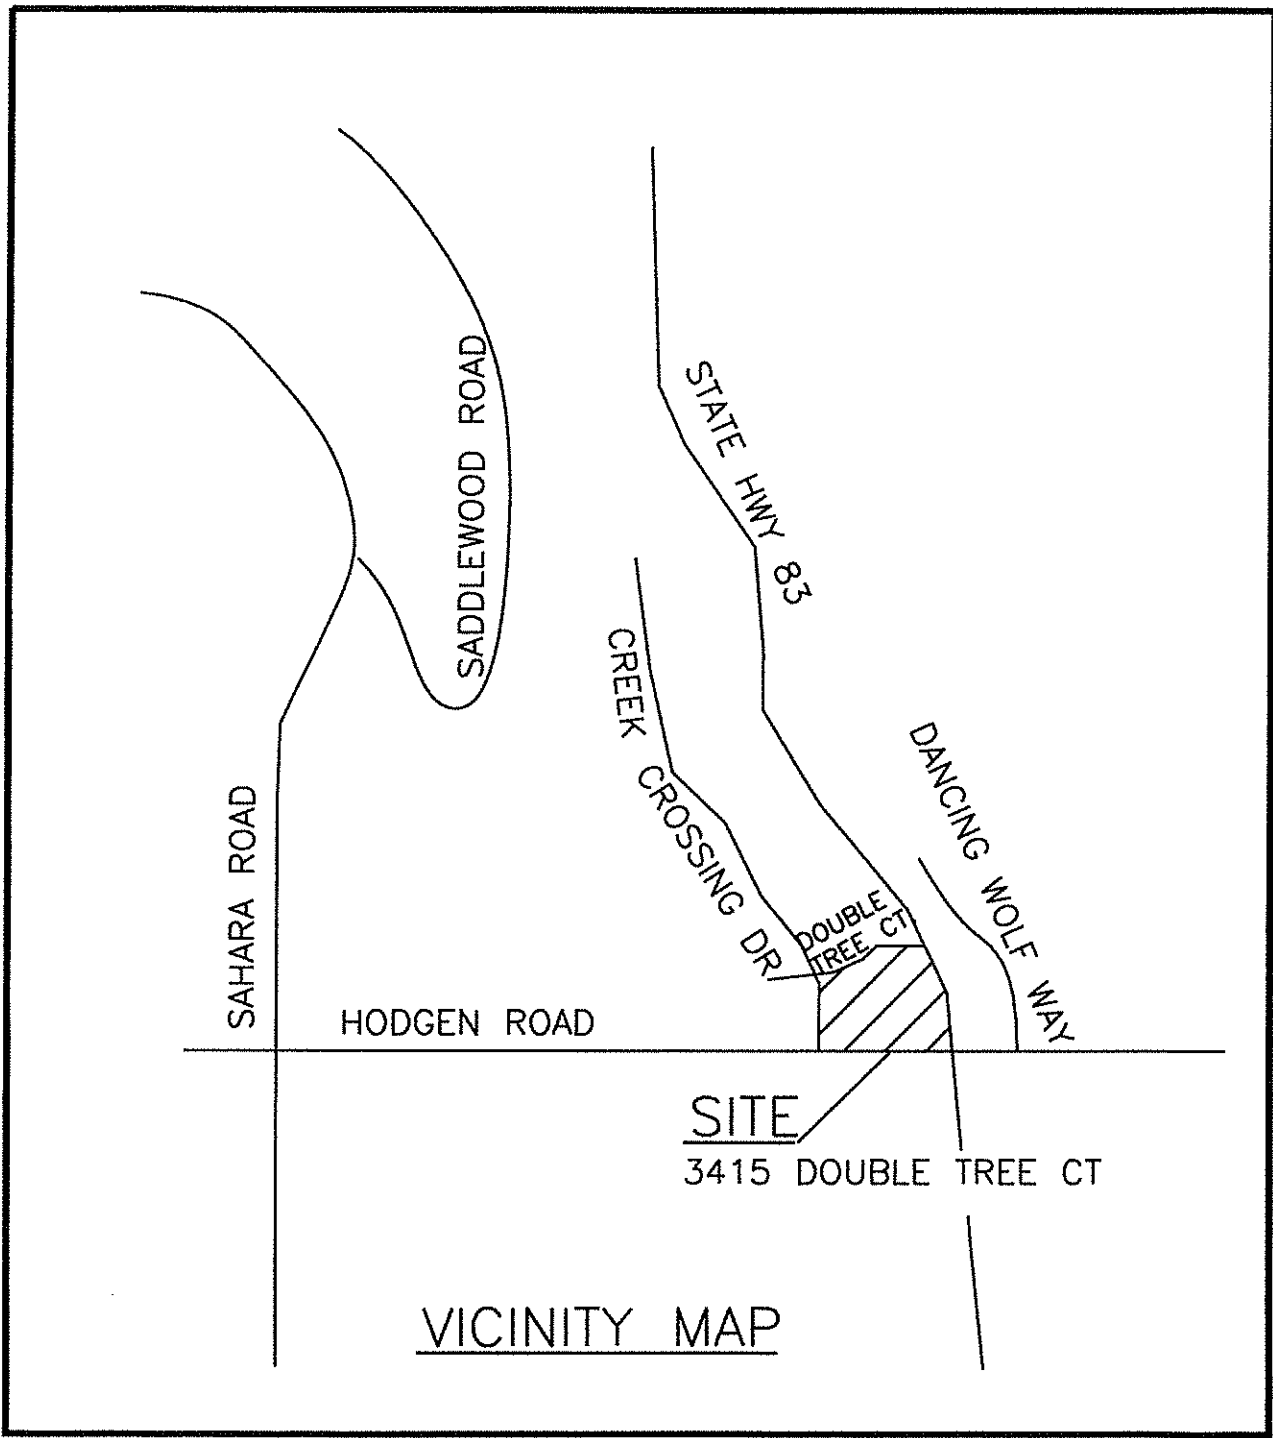 SADDLEWOOD ROAD
STATE HWY 83
CREEK CROSSING DR
DANCING WOLF WAY
SAHARA ROAD
DOUBLE
TREE CT
HODGEN ROAD
SITE
3415 DOUBLE TREE CT
VICINITY MAP